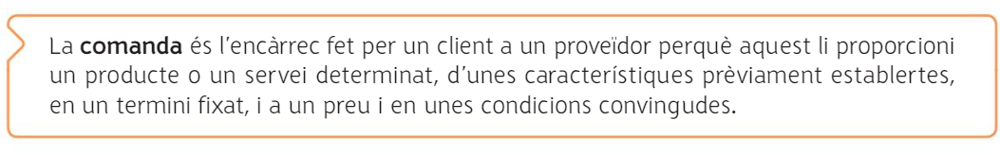 La comanda és l’encàrrec fet per un client a un proveïdor perquè aquest li proporcioni
un producte o un servei determinat, d’unes característiques prèviament establertes,
en un termini fixat, i a un preu i en unes condicions convingudes.